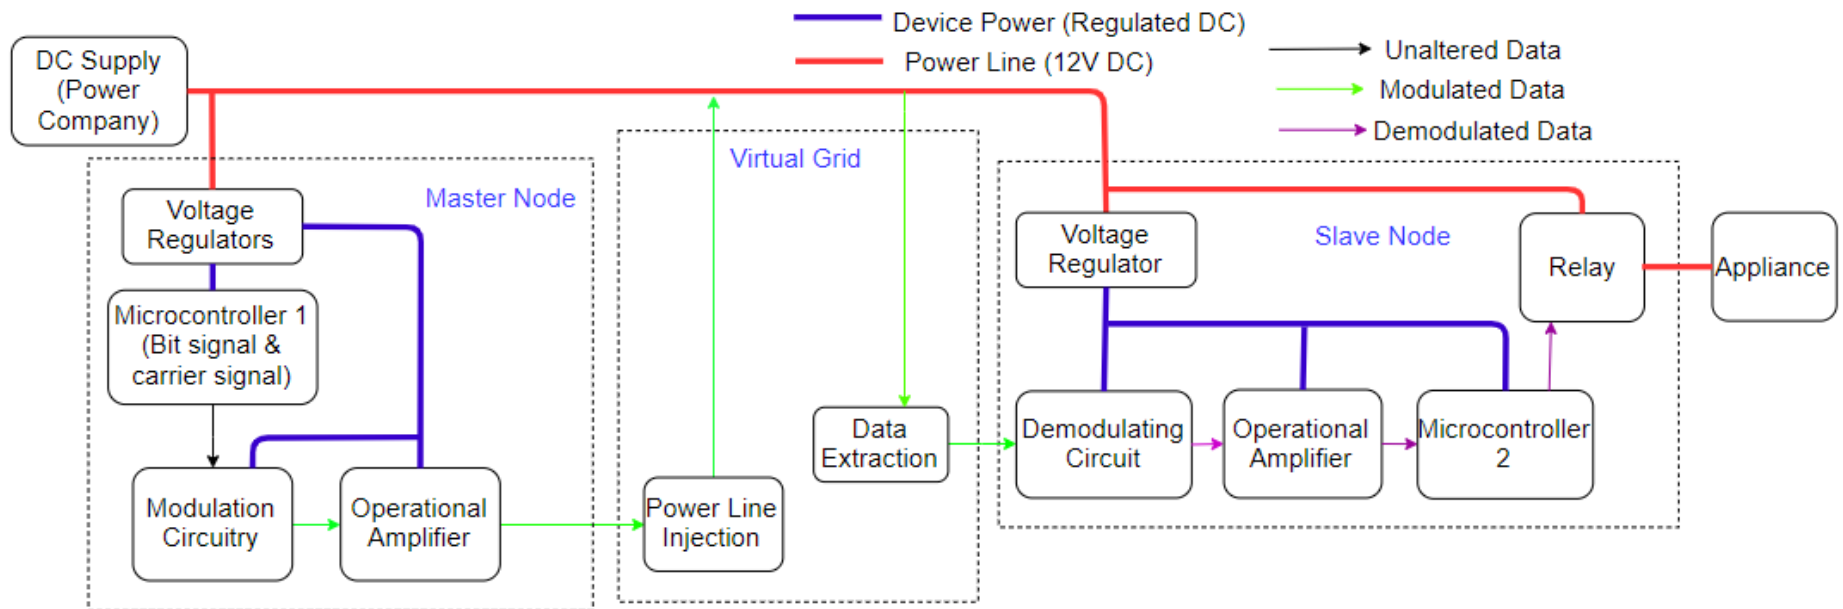 Device Power (Regulated DC)
Power Line (12V DC)
Unaltered Data
Modulated Data
Demodulated Data
DC Supply
(Power
Company)
Master Node
Voltage
Regulators
Microcontroller 1
(Bit signal &
carrier signal)
Modulation
Circuitry
Operational
Amplifier
Virtual Grid
Power Line
Injection
Data
Extraction
Slave Node
Voltage
Regulator
Demodulating
Circuit
Operational
Amplifier
Microcontroller
2
Relay
Appliance